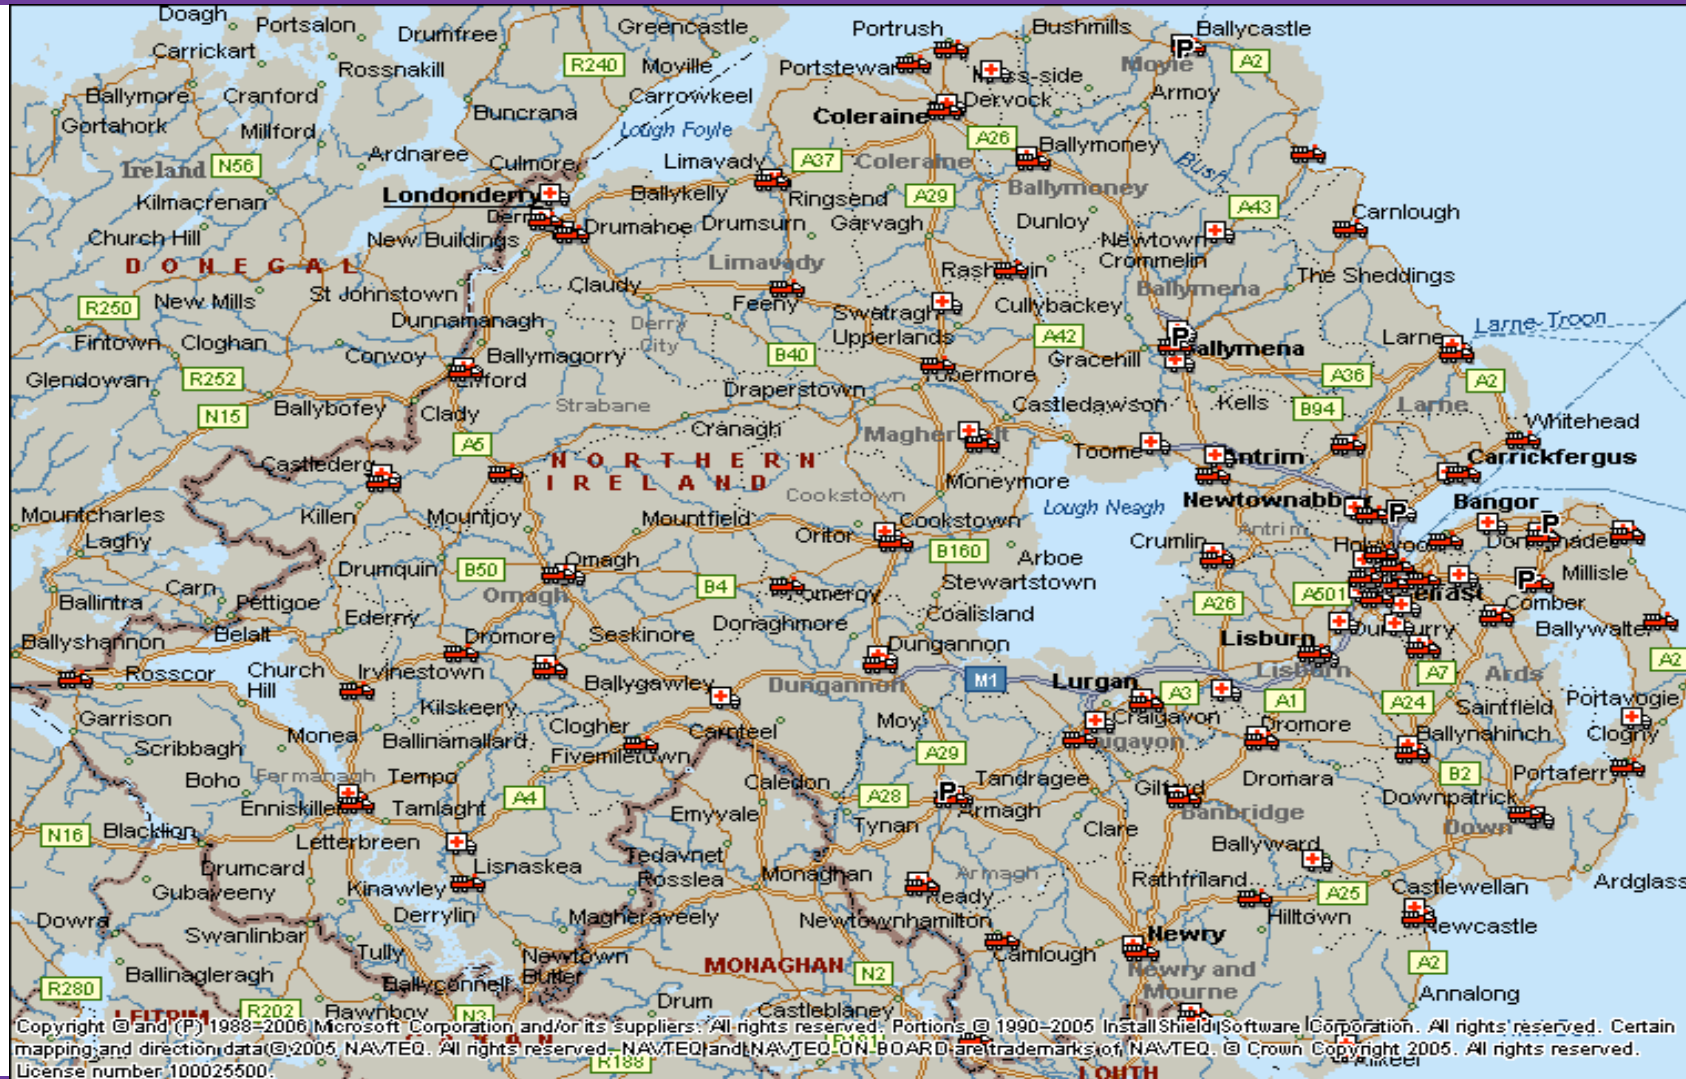 Doagh
Portsalon
Drumfree
Greencastle
Portrush
Bushmills
Ballycastle
Carrickart
Rossnakill
R240
Moville
Moyle
A2
Ballymore
Cranford
Carrowkeel
Dervock
Armoy
Gortahork
Millford
Buncrana
Lough Foyle
Coleraine
A26
Ballymoney
Ireland
N56
Ardnaree
Culmore
Limavady
A37
Coleraine
Bush
Londonderry
Ballykelly
Ringsend
A29
Ballymoney
Kilmacrenan
A43
Carnlough
Church Hill
New Buildings
Drumahoe
Drumsurn
Garvagh
Dunloy
Newtown
Crommelin
DONEGAL
Limavady
The Sheddings
R250
New Mills
St Johnstown
Claudy
Feeny
Swatragh
Cullybackey
Ballymena
Dunnamanagh
Derry
City
Upperlands
A42
Larne
Larne-Troon
Fintown
Cloghan
Convoy
Ballymagorry
B40
Gracehill
Glendowan
R252
Draperstown
A36
A2
N15
Ballybofey
Clady
Strabane
Castledawson
Kells
B94
Larne
Whitehead
A5
Cranagh
Toome
Castlederg
NORTHERN
IRELAND
Moneymore
Carrickfergus
Cookstown
Lough Neagh
Bangor
Mountcharles
Killen
Mountjoy
Mountfield
Oritor
Cookstown
Antrim
Laghy
B160
Arboe
Crumlin
Drumquin
B50
Omagh
B4
Stewartstown
Millisle
Carn
Omagh
A26
A501
Comber
Ballintra
Pettigoe
Ederny
Donaghmore
Coalisland
Ballyshannon
Belalt
Dromore
Seskinore
Dungannon
Lisburn
Rosscor
Church
Hill
Irvinestown
Ballygawley
Dungannon
M1
Lurgan
A3
Lisburn
A1
A7
Ards
A2
Garrison
Kilskeery
Clogher
Moy
Craigavon
Dromore
A24
Saintfield
Portavogie
Scribbagh
Monea
Ballinamallard
Fivemiletown
Carnteel
A29
Ballynahinch
Boho
Fermanagh
Tempo
Caledon
Tandragee
Dromara
B2
Portaferry
Tamlaght
A4
Emyvale
A28
Armagh
Banbridge
Downpatrick
N16
Blacklion
Letterbreen
Tynan
Clare
Down
Drumcard
Lisnaskea
Tedavnet
Ballyward
Gubaveeny
Kinawley
Rosslea
Monaghan
Armagh
Rathfriland
A25
Castlewellan
Ardglass
Dowra
Derrylin
Magheraveely
Newtownhamilton
Hilltown
Newcastle
Swanlinbar
Tully
Newtown
Butler
Newry
Ballinagleragh
Ballyconnell
MONAGHAN
N2
Camlough
Newry and
Mourne
A2
R280
Drum
Castleblaney
Annalong
LEITRIM
R202
Bawnboy
N3
Copyright © and (P) 1988–2006 Microsoft Corporation and/or its suppliers. All rights reserved. Portions © 1990–2005 InstallShield Software Corporation. All rights reserved. Certain
mapping and direction data © 2005 NAVTEQ. All rights reserved. NAVTEQ and NAVTEQ ON BOARD are trademarks of NAVTEQ. © Crown Copyright 2005. All rights reserved.
License number 100025500.
R188
LOUTH